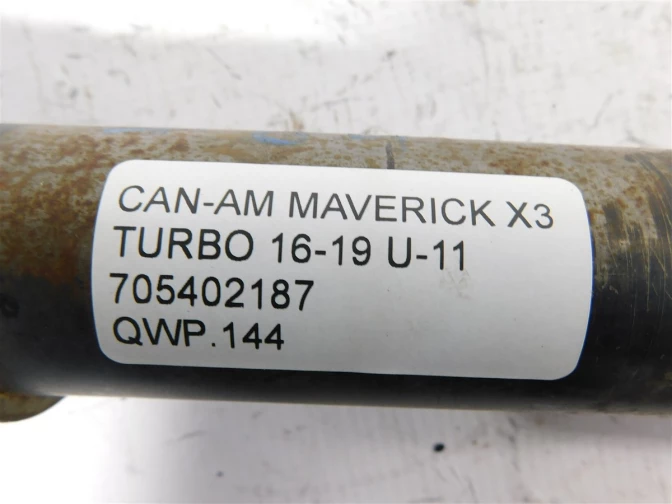 CAN-AM MAVERICK X3
TURBO 16-19 U-11
705402187
QWP.144